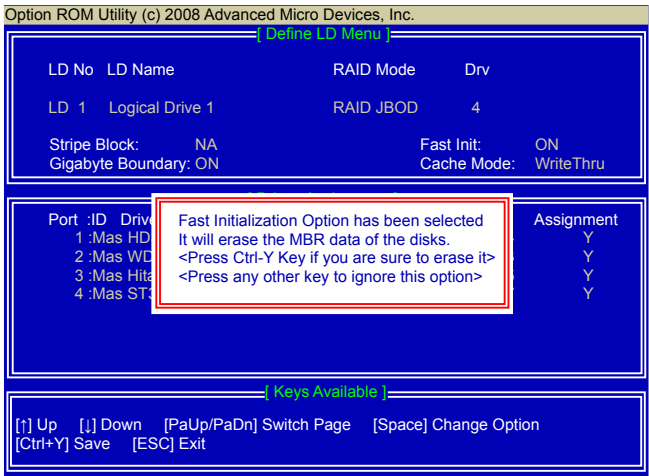 Option ROM Utility (c) 2008 Advanced Micro Devices, Inc.
[ Define LD Menu ]
LD No LD Name RAID Mode Drv
LD 1 Logical Drive 1 RAID JBOD 4
Stripe Block: NA Fast Init: ON
Gigabyte Boundary: ON Cache Mode: WriteThru
Port :ID Drive Assignment
1 :Mas HD Y
2 :Mas WD Y
3 :Mas Hita Y
4 :Mas ST3 Y
Fast Initialization Option has been selected
It will erase the MBR data of the disks.
<Press Ctrl-Y Key if you are sure to erase it>
<Press any other key to ignore this option>
[ Keys Available ]
[↑] Up [↓] Down [PaUp/PaDn] Switch Page [Space] Change Option
[Ctrl+Y] Save [ESC] Exit